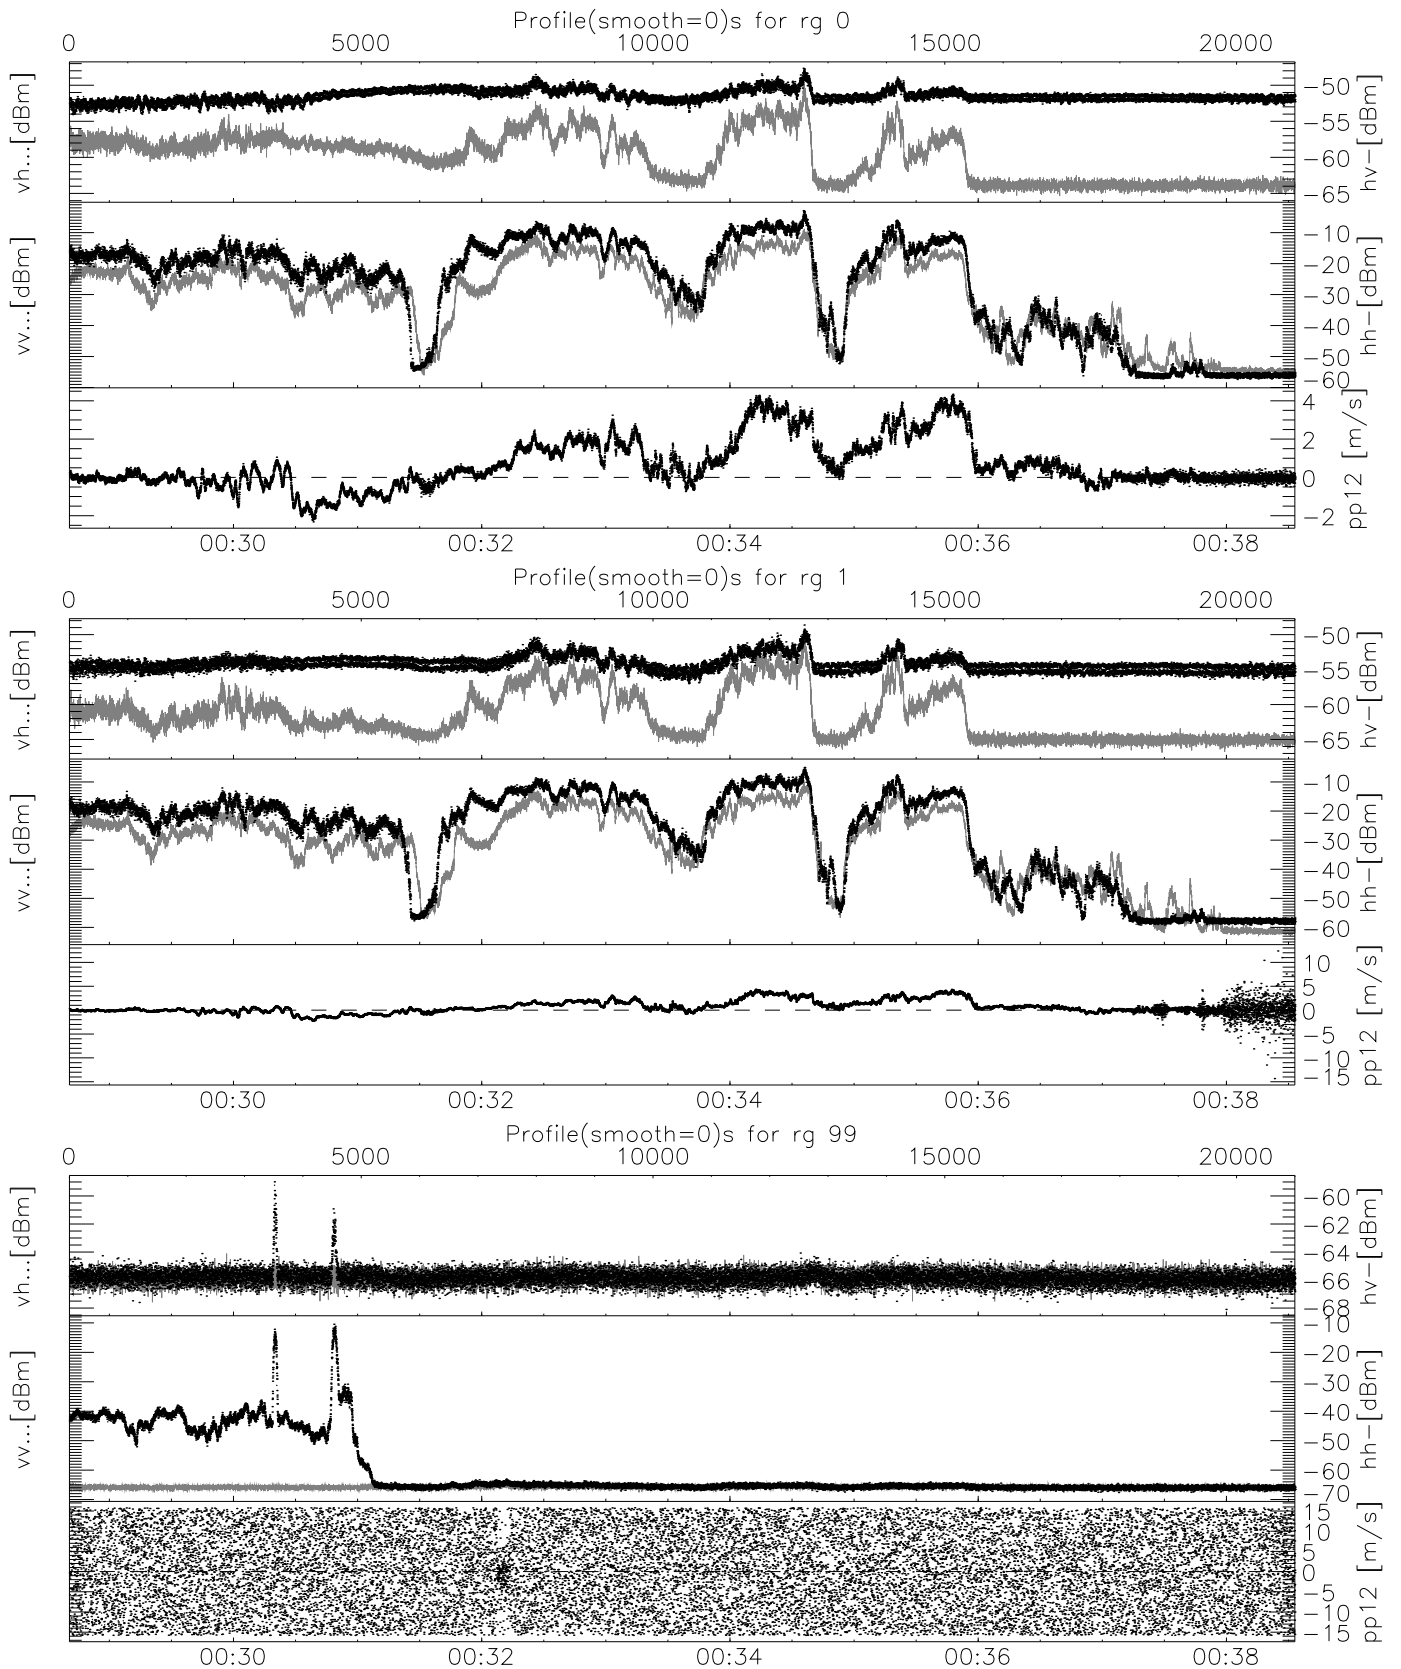 Profile(smooth=0)s for rg 0
0 5000 10000 15000 20000
vh...[dBm]
-50
-55
-60
-65
hv-[dBm]
vv...[dBm]
-10
-20
-30
-40
-50
-60
hh-[dBm]
4
2
0
-2
pp12 [m/s]
00:30 00:32 00:34 00:36 00:38
Profile(smooth=0)s for rg 1
0 5000 10000 15000 20000
vh...[dBm]
-50
-55
-60
-65
hv-[dBm]
vv...[dBm]
-10
-20
-30
-40
-50
-60
hh-[dBm]
10
5
0
-5
-10
-15
pp12 [m/s]
00:30 00:32 00:34 00:36 00:38
Profile(smooth=0)s for rg 99
0 5000 10000 15000 20000
vh...[dBm]
-60
-62
-64
-66
-68
hv-[dBm]
vv...[dBm]
-10
-20
-30
-40
-50
-60
-70
hh-[dBm]
15
10
5
0
-5
-10
-15
pp12 [m/s]
00:30 00:32 00:34 00:36 00:38